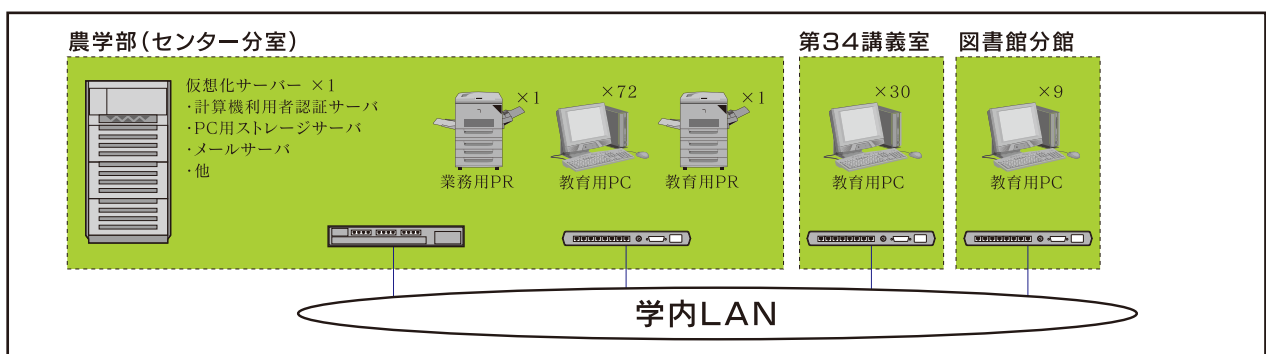 農学部（センター分室）
第34講義室
図書館分館
仮想化サーバー ×1
・計算機利用者認証サーバ
・PC用ストレージサーバ
・メールサーバ
・他
×1
業務用PR
×72
教育用PC
×1
教育用PR
×30
教育用PC
×9
教育用PC
学内LAN